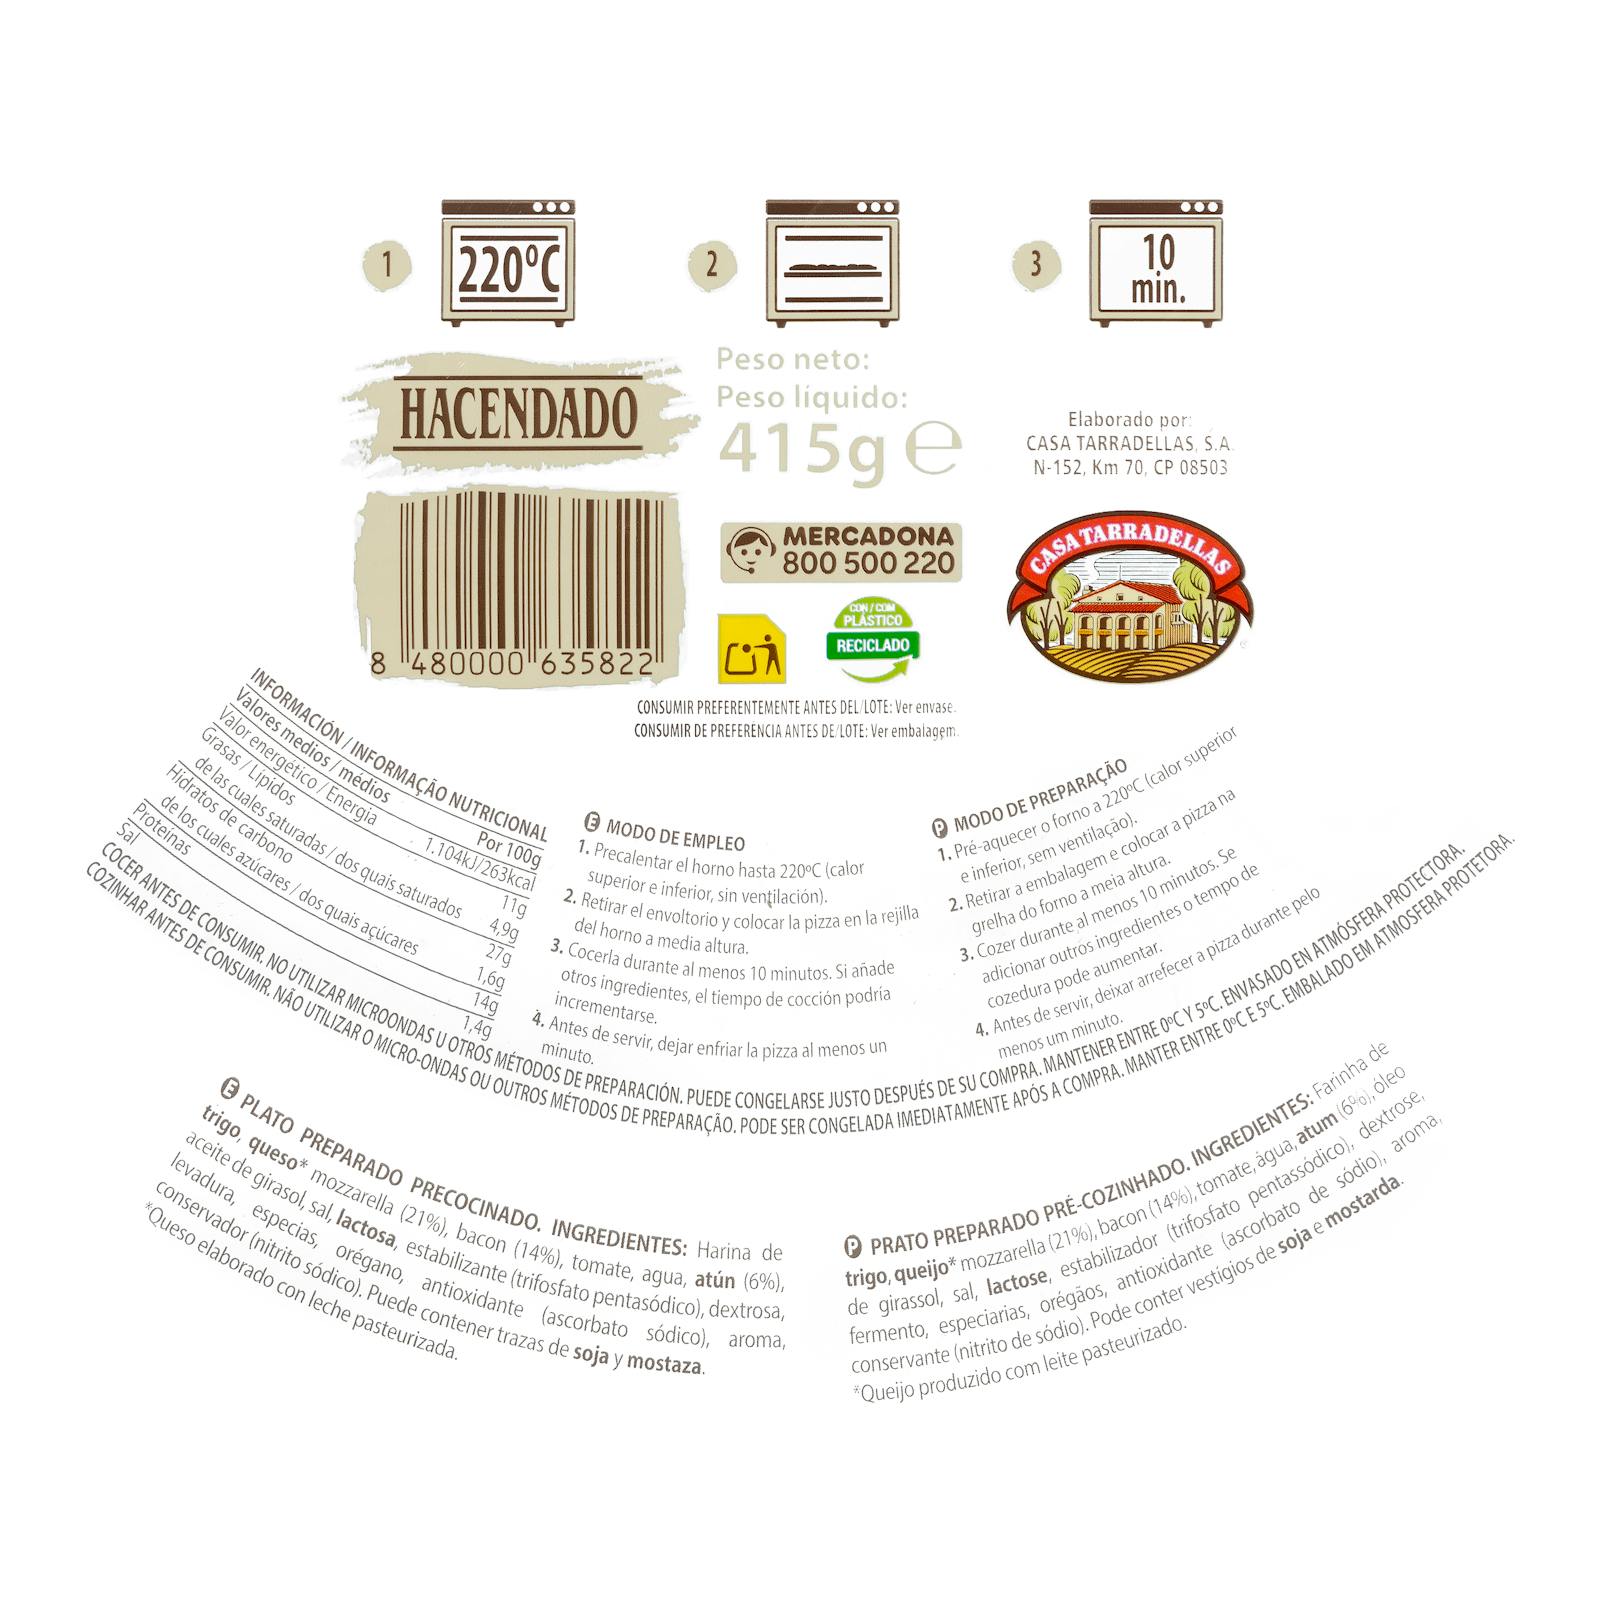 1
220ºC
2
3
10
min.
HACENDADO
Peso neto:
Peso líquido:
415g ℮
Elaborado por:
CASA TARRADELLAS, S.A.
N-152, Km 70, CP 08503
MERCADONA
800 500 220
CASA TARRADELLAS
CON / COM
PLÁSTICO
RECICLADO
8 480000 635822
CONSUMIR PREFERENTEMENTE ANTES DEL/LOTE: Ver envase.
CONSUMIR DE PREFERÊNCIA ANTES DE/LOTE: Ver embalagem.
INFORMACIÓN / INFORMAÇÃO NUTRICIONAL
Valores medios / médios Por 100g
Valor energético / Energia 1.104kJ/263kcal
Grasas / Lípidos 11g
de las cuales saturadas / dos quais saturados 4,9g
Hidratos de carbono 27g
de los cuales azúcares / dos quais açúcares 1,6g
Proteínas 14g
Sal 1,4g
E MODO DE EMPLEO
1. Precalentar el horno hasta 220ºC (calor
superior e inferior, sin ventilación).
2. Retirar el envoltorio y colocar la pizza en la rejilla
del horno a media altura.
3. Cocerla durante al menos 10 minutos. Si añade
otros ingredientes, el tiempo de cocción podría
incrementarse.
4. Antes de servir, dejar enfriar la pizza al menos un
minuto.
P MODO DE PREPARAÇÃO
1. Pré-aquecer o forno a 220ºC (calor superior
e inferior, sem ventilação).
2. Retirar a embalagem e colocar a pizza na
grelha do forno a meia altura.
3. Cozer durante al menos 10 minutos. Se
adicionar outros ingredientes o tempo de
cozedura pode aumentar.
4. Antes de servir, deixar arrefecer a pizza durante pelo
menos um minuto.
COCER ANTES DE CONSUMIR. NO UTILIZAR MICROONDAS U OTROS MÉTODOS DE PREPARACIÓN. PUEDE CONGELARSE JUSTO DESPUÉS DE SU COMPRA. MANTENER ENTRE 0ºC Y 5ºC. ENVASADO EN ATMÓSFERA PROTECTORA.
COZINHAR ANTES DE CONSUMIR. NÃO UTILIZAR O MICRO-ONDAS OU OUTROS MÉTODOS DE PREPARAÇÃO. PODE SER CONGELADA IMEDIATAMENTE APÓS A COMPRA. MANTER ENTRE 0ºC E 5ºC. EMBALADO EM ATMOSFERA PROTETORA.
E PLATO PREPARADO PRECOCINADO. INGREDIENTES: Harina de
trigo, queso* mozzarella (21%), bacon (14%), tomate, agua, atún (6%),
aceite de girasol, sal, lactosa, estabilizante (trifosfato pentasódico), dextrosa,
levadura, especias, orégano, antioxidante (ascorbato sódico), aroma,
conservador (nitrito sódico). Puede contener trazas de soja y mostaza.
*Queso elaborado con leche pasteurizada.
P PRATO PREPARADO PRÉ-COZINHADO. INGREDIENTES: Farinha de
trigo, queijo* mozzarella (21%), bacon (14%), tomate, água, atum (6%), óleo
de girassol, sal, lactose, estabilizador (trifosfato pentassódico), dextrose,
fermento, especiarias, orégãos, antioxidante (ascorbato de sódio), aroma,
conservante (nitrito de sódio). Pode conter vestígios de soja e mostarda.
*Queijo produzido com leite pasteurizado.